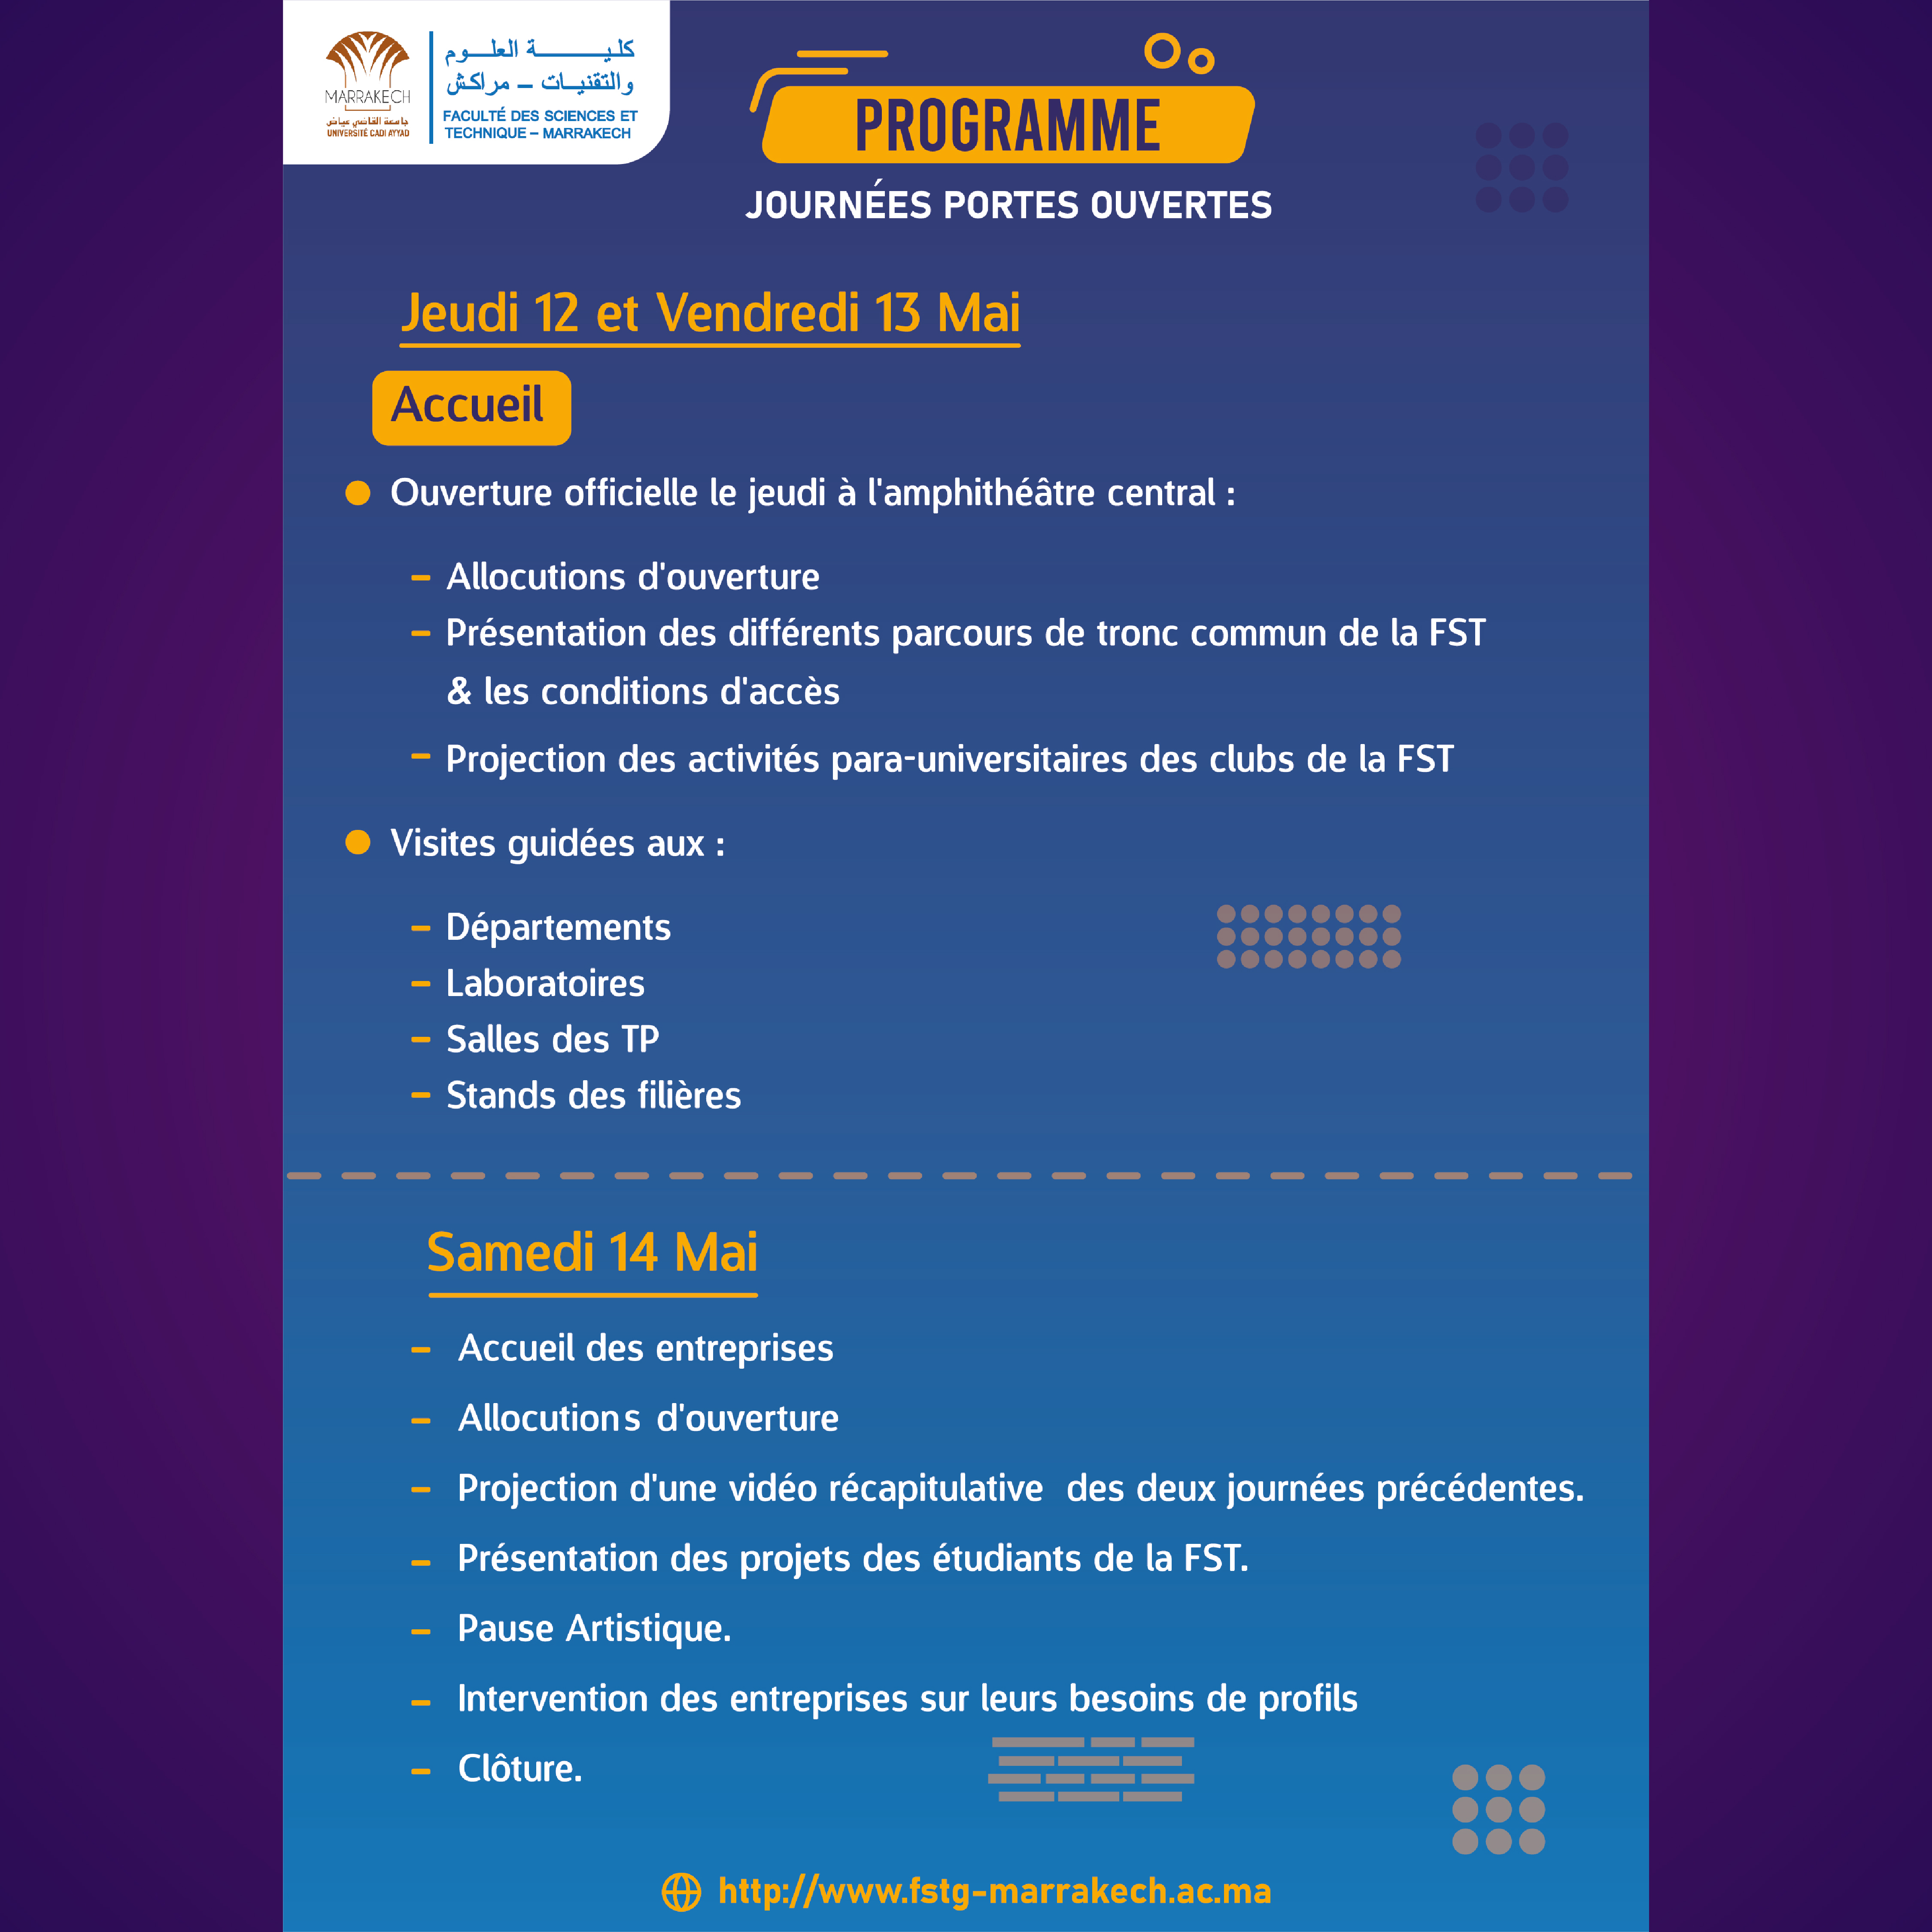 كليــــــة العلــوم
والتقنيــات – مراكش
FACULTÉ DES SCIENCES ET
TECHNIQUE – MARRAKECH
MARRAKECH
جامعة القاضي عياض
UNIVERSITÉ CADI AYYAD
PROGRAMME
JOURNÉES PORTES OUVERTES
Jeudi 12 et Vendredi 13 Mai
Accueil
Ouverture officielle le jeudi à l'amphithéâtre central :
– Allocutions d'ouverture
– Présentation des différents parcours de tronc commun de la FST
& les conditions d'accès
– Projection des activités para-universitaires des clubs de la FST
Visites guidées aux :
– Départements
– Laboratoires
– Salles des TP
– Stands des filières
Samedi 14 Mai
– Accueil des entreprises
– Allocutions d'ouverture
– Projection d'une vidéo récapitulative des deux journées précédentes.
– Présentation des projets des étudiants de la FST.
– Pause Artistique.
– Intervention des entreprises sur leurs besoins de profils
– Clôture.
http://www.fstg-marrakech.ac.ma